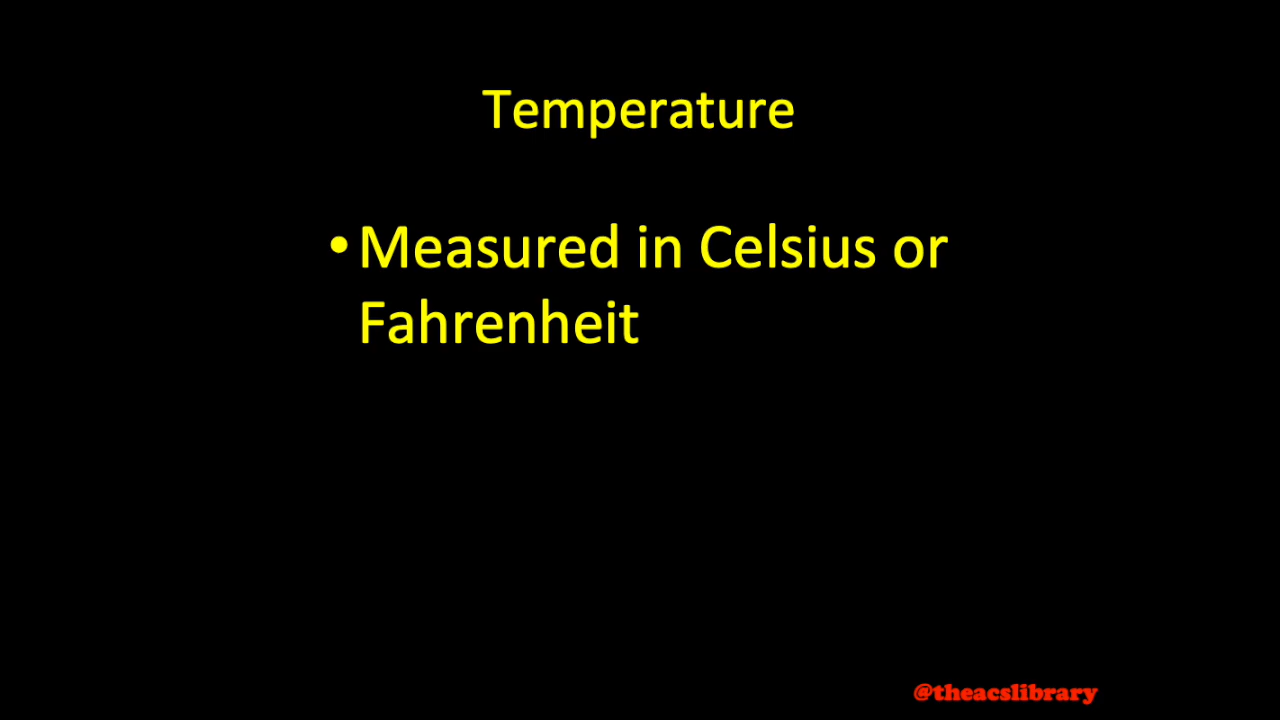 Temperature
•Measured in Celsius or
Fahrenheit
@theacslibrary